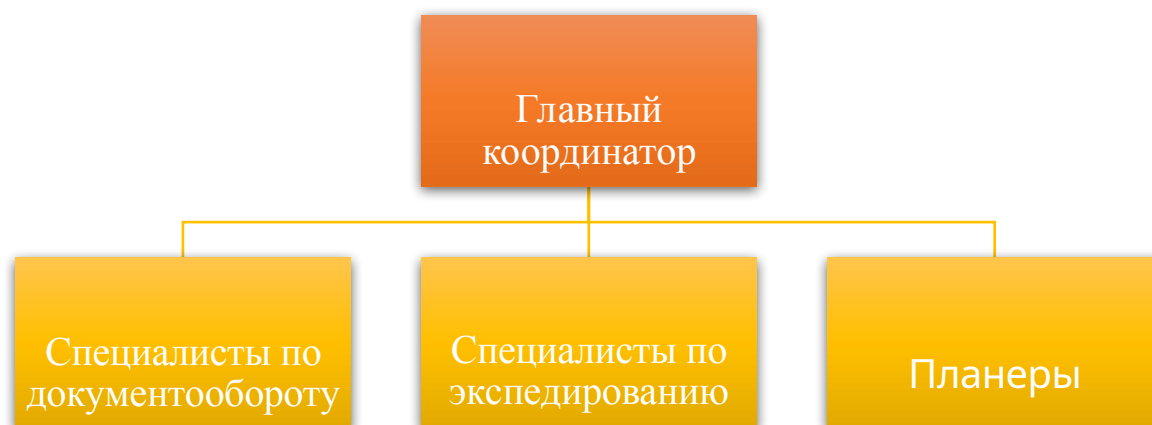 Главный
координатор
Специалисты по
документообороту
Специалисты по
экспедированию
Планеры